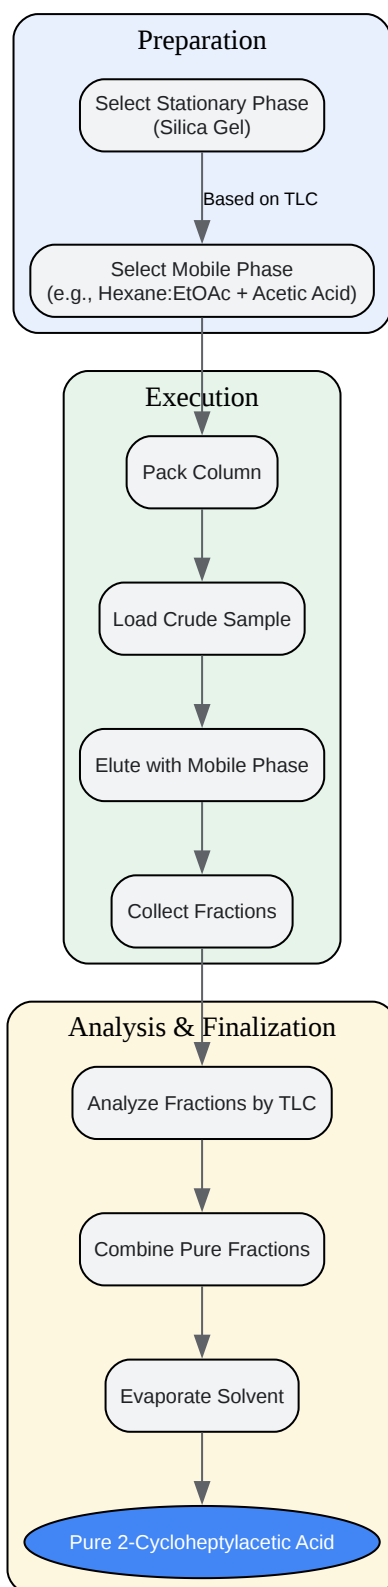 Preparation
Select Stationary Phase
(Silica Gel)
Based on TLC
Select Mobile Phase
(e.g., Hexane:EtOAc + Acetic Acid)
Execution
Pack Column
Load Crude Sample
Elute with Mobile Phase
Collect Fractions
Analysis & Finalization
Analyze Fractions by TLC
Combine Pure Fractions
Evaporate Solvent
Pure 2-Cycloheptylacetic Acid